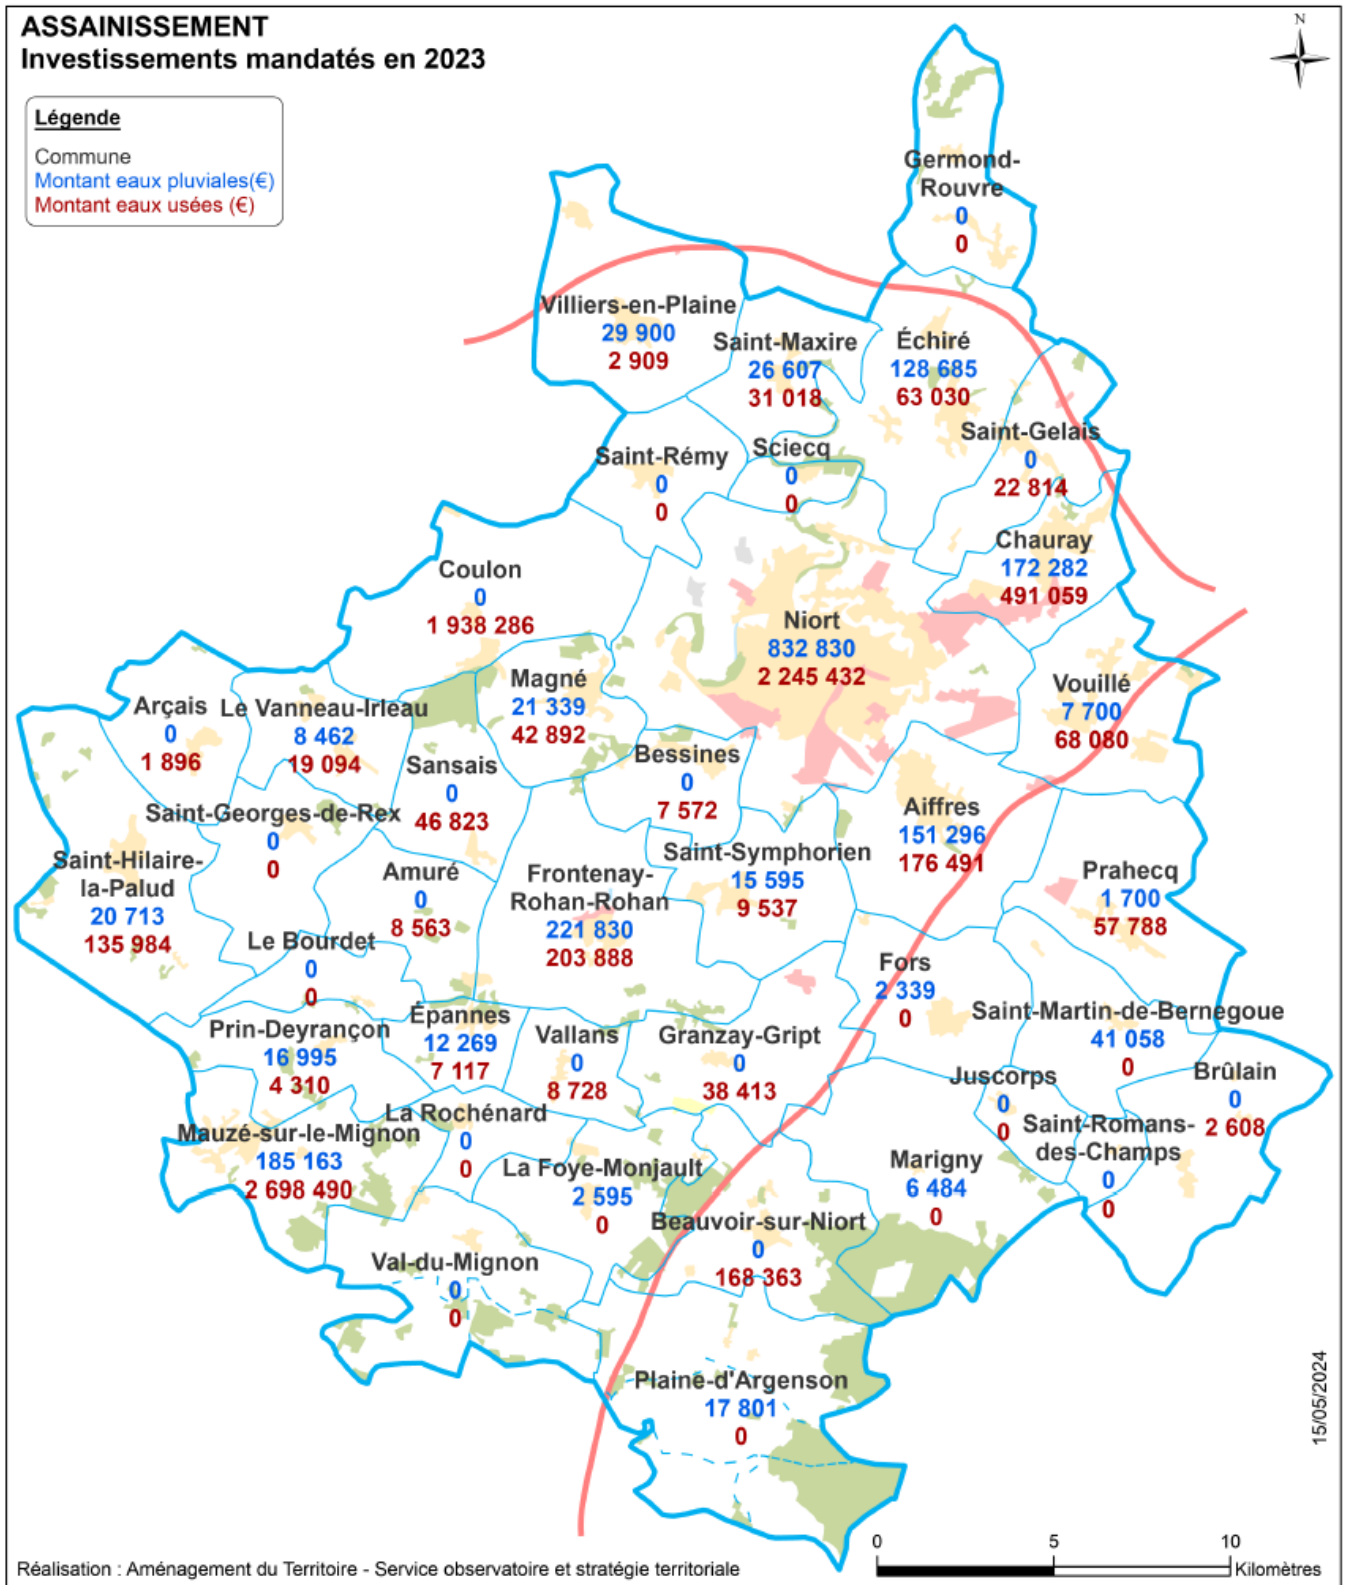 ASSAINISSEMENT
Investissements mandatés en 2023
N
Légende
Commune
Montant eaux pluviales(€)
Montant eaux usées (€)
Germond-
Rouvre
0
0
Villiers-en-Plaine
29 900
2 909
Saint-Maxire
26 607
31 018
Échiré
128 685
63 030
Saint-Gelais
0
22 814
Saint-Rémy
0
0
Sciecq
0
0
Chauray
172 282
491 059
Coulon
0
1 938 286
Niort
832 830
2 245 432
Magné
21 339
42 892
Vouillé
7 700
68 080
Arçais
0
1 896
Le Vanneau-Irleau
8 462
19 094
Sansais
0
46 823
Bessines
0
7 572
Aiffres
151 296
176 491
Saint-Georges-de-Rex
0
0
Saint-Hilaire-
la-Palud
20 713
135 984
Amuré
0
8 563
Frontenay-
Rohan-Rohan
221 830
203 888
Saint-Symphorien
15 595
9 537
Prahecq
1 700
57 788
Le Bourdet
0
0
Fors
2 339
0
Saint-Martin-de-Bernegoue
41 058
0
Prin-Deyrançon
16 995
4 310
Épannes
12 269
7 117
Vallans
0
8 728
Granzay-Gript
0
38 413
Juscorps
0
0
Brûlain
0
2 608
La Rochénard
0
0
Mauzé-sur-le-Mignon
185 163
2 698 490
Saint-Romans-
des-Champs
0
0
La Foye-Monjault
2 595
0
Marigny
6 484
0
Beauvoir-sur-Niort
0
168 363
Val-du-Mignon
0
0
Plaine-d'Argenson
17 801
0
15/05/2024
0 5 10
Kilomètres
Réalisation : Aménagement du Territoire - Service observatoire et stratégie territoriale